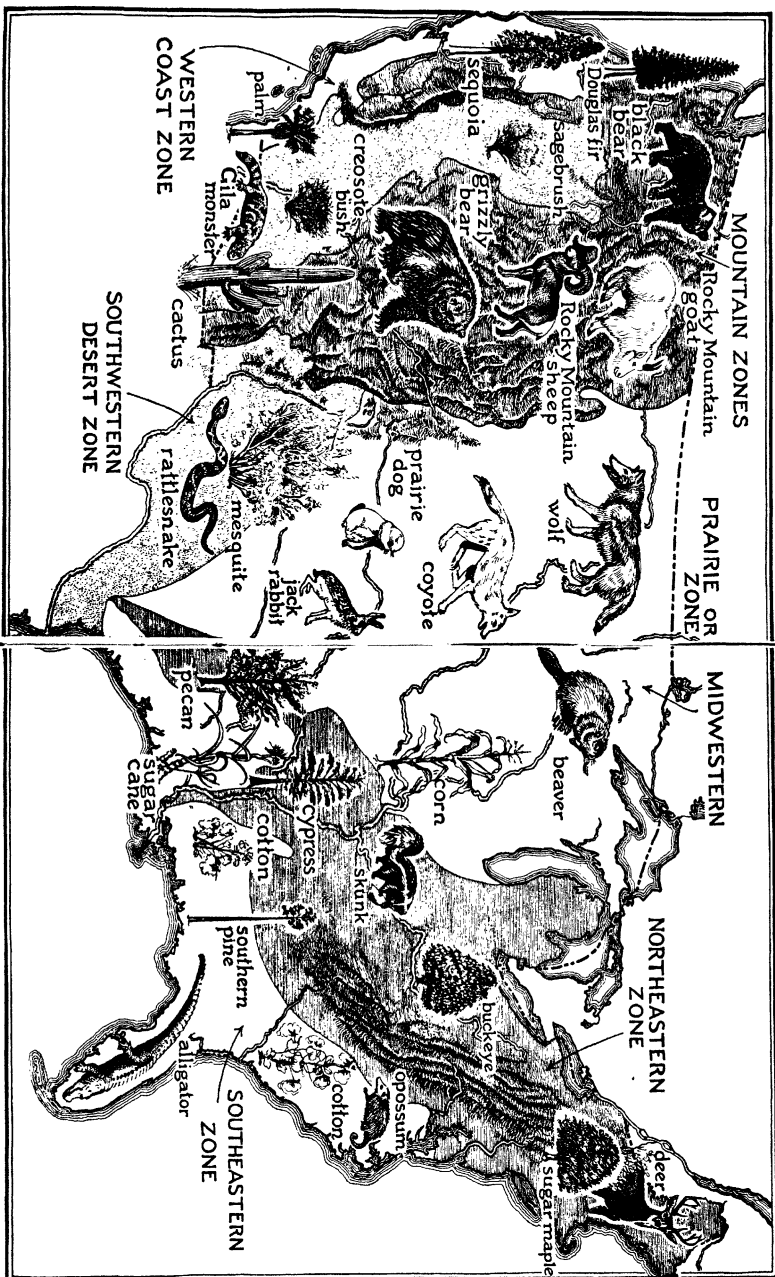 MOUNTAIN ZONES
PRAIRIE OR
ZONE
MIDWESTERN
NORTHEASTERN
ZONE
Rocky Mountain
goat
black
bear
Douglas fir
sagebrush
sequoia
Rocky Mountain
sheep
wolf
beaver
deer
sugar maple
grizzly
bear
coyote
corn
buckeye
opossum
prairie
dog
skunk
cotton
creosote
bush
jack
rabbit
cypress
cotton
southern
pine
palm
Gila
monster
cactus
mesquite
rattlesnake
pecan
sugar
cane
alligator
WESTERN
COAST ZONE
SOUTHWESTERN
DESERT ZONE
SOUTHEASTERN
ZONE